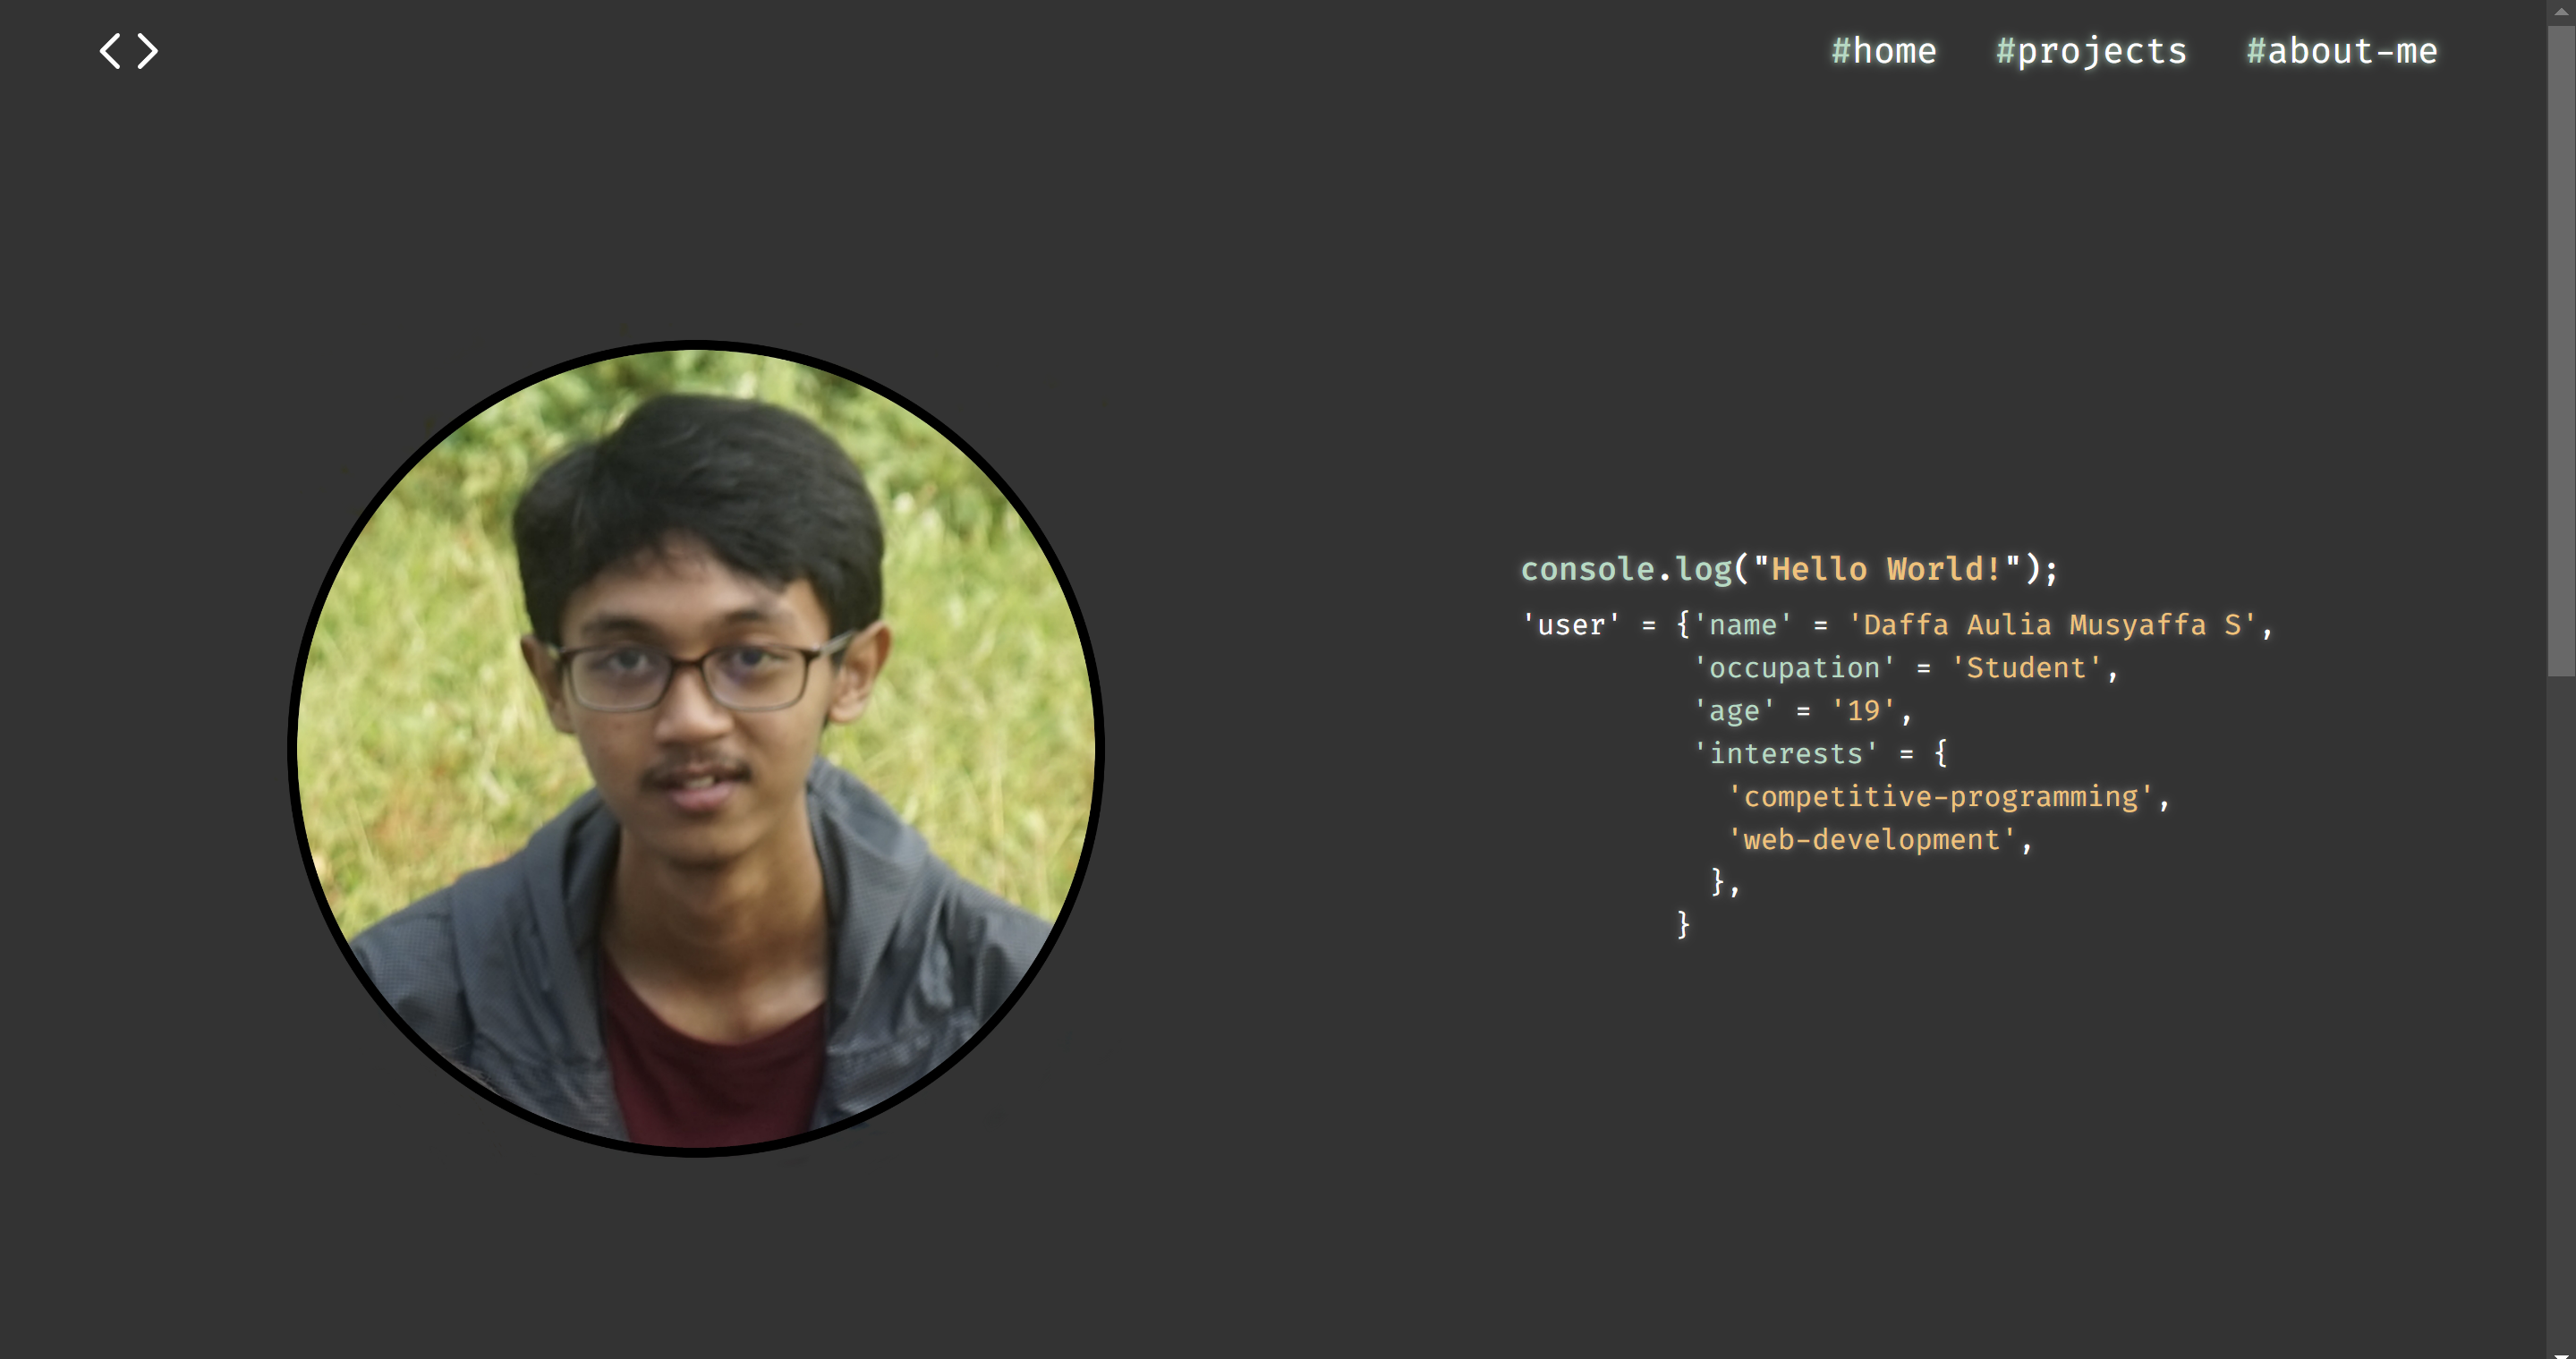 < >
#home #projects #about-me
console.log("Hello World!");
'user' = {'name' = 'Daffa Aulia Musyaffa S',
'occupation' = 'Student',
'age' = '19',
'interests' = {
'competitive-programming',
'web-development',
},
}